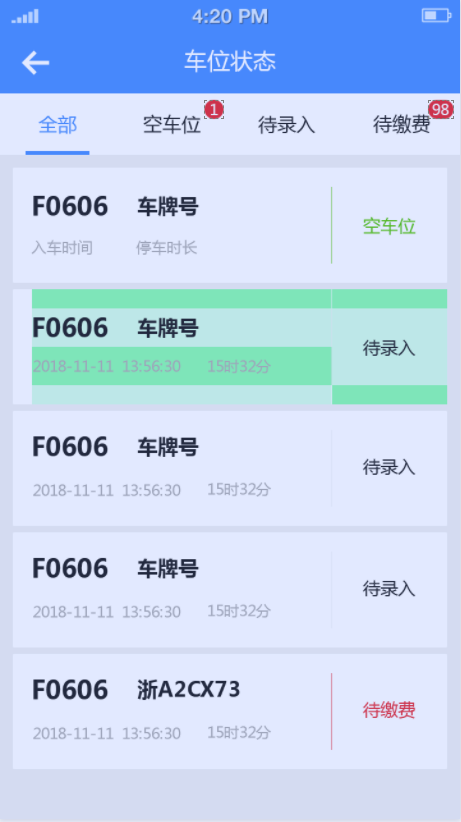 4:20 PM
车位状态
全部 空车位 1 待录入 待缴费 98
F0606 车牌号
空车位
入车时间 停车时长
F0606 车牌号
待录入
2018-11-11 13:56:30 15时32分
F0606 车牌号
待录入
2018-11-11 13:56:30 15时32分
F0606 车牌号
待录入
2018-11-11 13:56:30 15时32分
F0606 浙A2CX73
待缴费
2018-11-11 13:56:30 15时32分